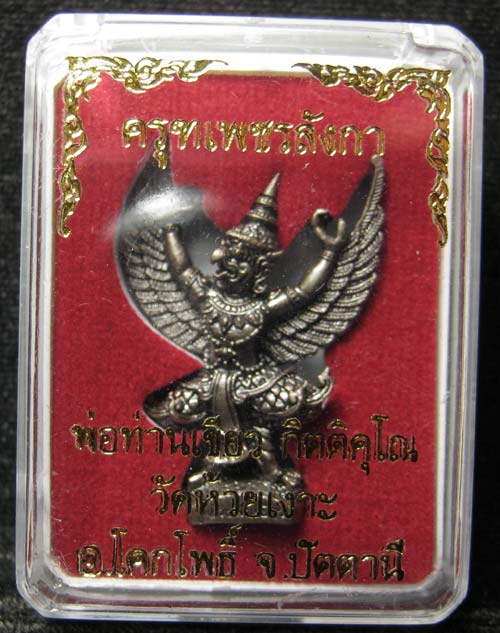 ครุฑเพชรลังกา
พ่อท่านเขียว กิตติคุโณ
วัดห้วยเงาะ
อ.โคกโพธิ์ จ.ปัตตานี